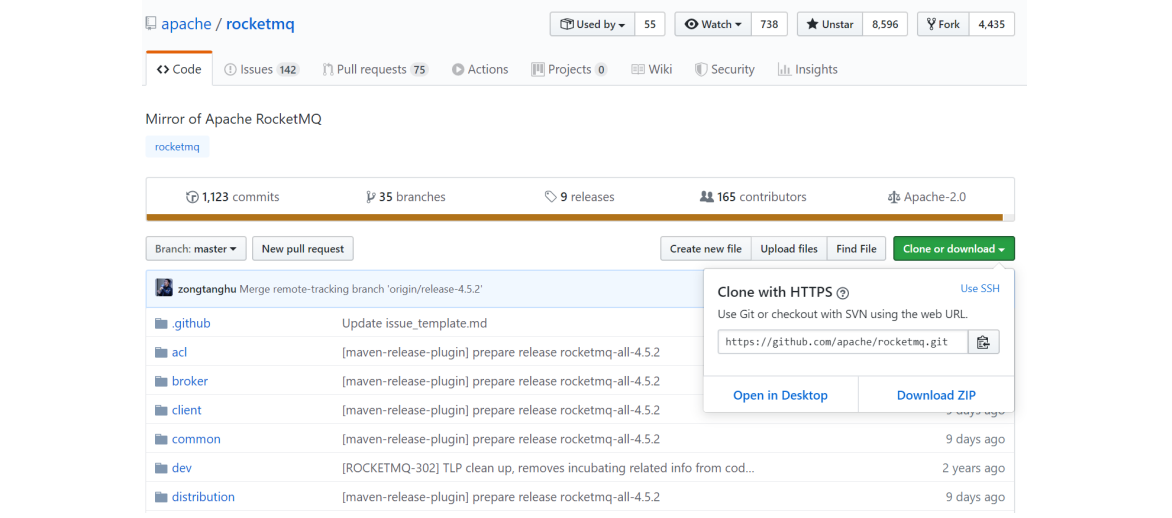 apache / rocketmq
Used by 55 Watch 738 Unstar 8,596 Fork 4,435
Code Issues 142 Pull requests 75 Actions Projects 0 Wiki Security Insights
Mirror of Apache RocketMQ
rocketmq
1,123 commits 35 branches 9 releases 165 contributors Apache-2.0
Branch: master New pull request Create new file Upload files Find File Clone or download
zongtanghu Merge remote-tracking branch 'origin/release-4.5.2'
Clone with HTTPS
Use SSH
Use Git or checkout with SVN using the web URL.
https://github.com/apache/rocketmq.git
Open in Desktop Download ZIP
.github Update issue_template.md
acl [maven-release-plugin] prepare release rocketmq-all-4.5.2
broker [maven-release-plugin] prepare release rocketmq-all-4.5.2
client [maven-release-plugin] prepare release rocketmq-all-4.5.2 9 days ago
common [maven-release-plugin] prepare release rocketmq-all-4.5.2 9 days ago
dev [ROCKETMQ-302] TLP clean up, removes incubating related info from cod... 2 years ago
distribution [maven-release-plugin] prepare release rocketmq-all-4.5.2 9 days ago